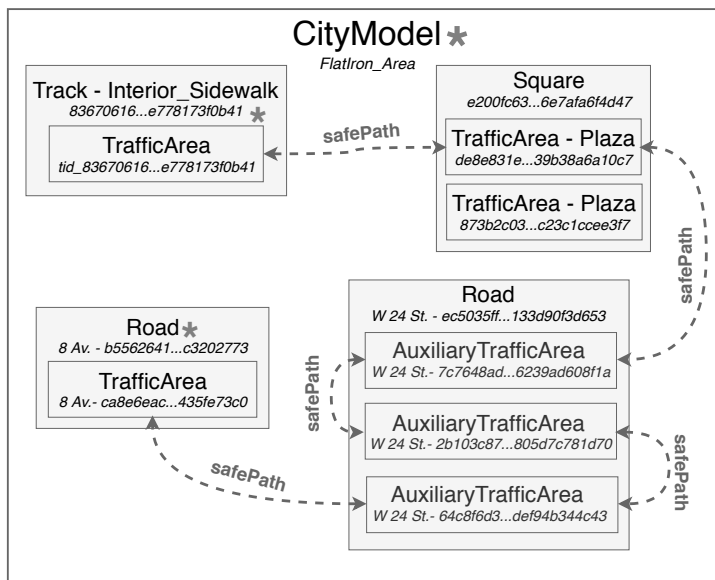 CityModel*
FlatIron_Area
Track - Interior_Sidewalk
83670616...e778173f0b41 *
TrafficArea
tid_83670616...e778173f0b41
safePath
Square
e200fc63...6e7afa6f4d47
TrafficArea - Plaza
de8e831e...39b38a6a10c7
TrafficArea - Plaza
873b2c03...c23c1ccee3f7
safePath
Road*
8 Av. - b5562641...c3202773
TrafficArea
8 Av.- ca8e6eac...435fe73c0
safePath
Road
W 24 St. - ec5035ff...133d90f3d653
AuxiliaryTrafficArea
W 24 St.- 7c7648ad...6239ad608f1a
safePath
AuxiliaryTrafficArea
W 24 St.- 2b103c87...805d7c781d70
safePath
AuxiliaryTrafficArea
W 24 St.- 64c8f6d3...def94b344c43